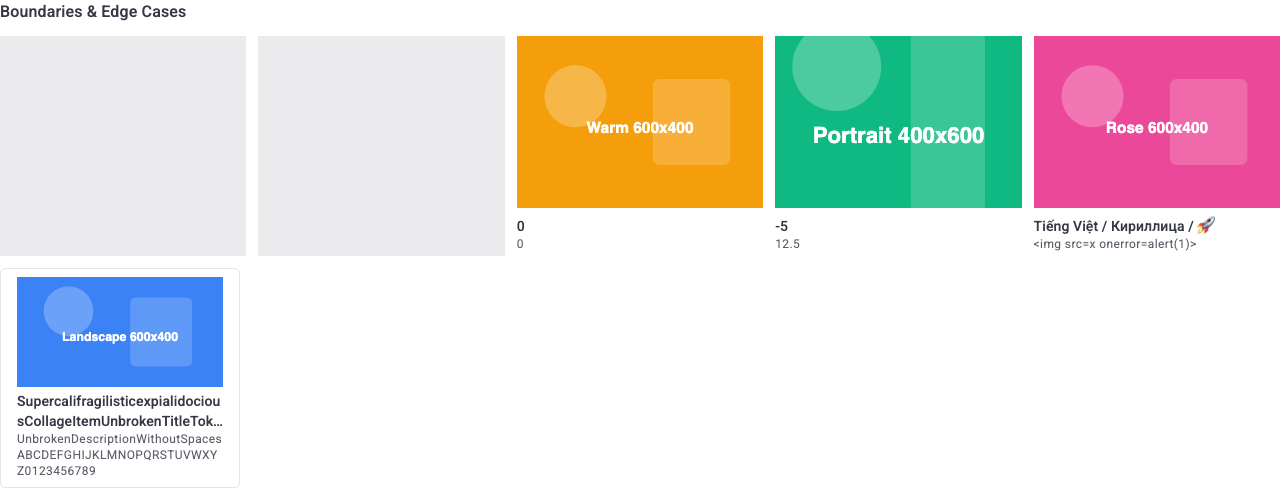 Boundaries & Edge Cases
Warm 600x400
Portrait 400x600
Rose 600x400
0
0
-5
12.5
Tiếng Việt / Кириллица / 🚀
<img src=x onerror=alert(1)>
Landscape 600x400
Supercalifragilisticexpialidociou
sCollageItemUnbrokenTitleTok…
UnbrokenDescriptionWithoutSpaces
ABCDEFGHIJKLMNOPQRSTUVWXY
Z0123456789